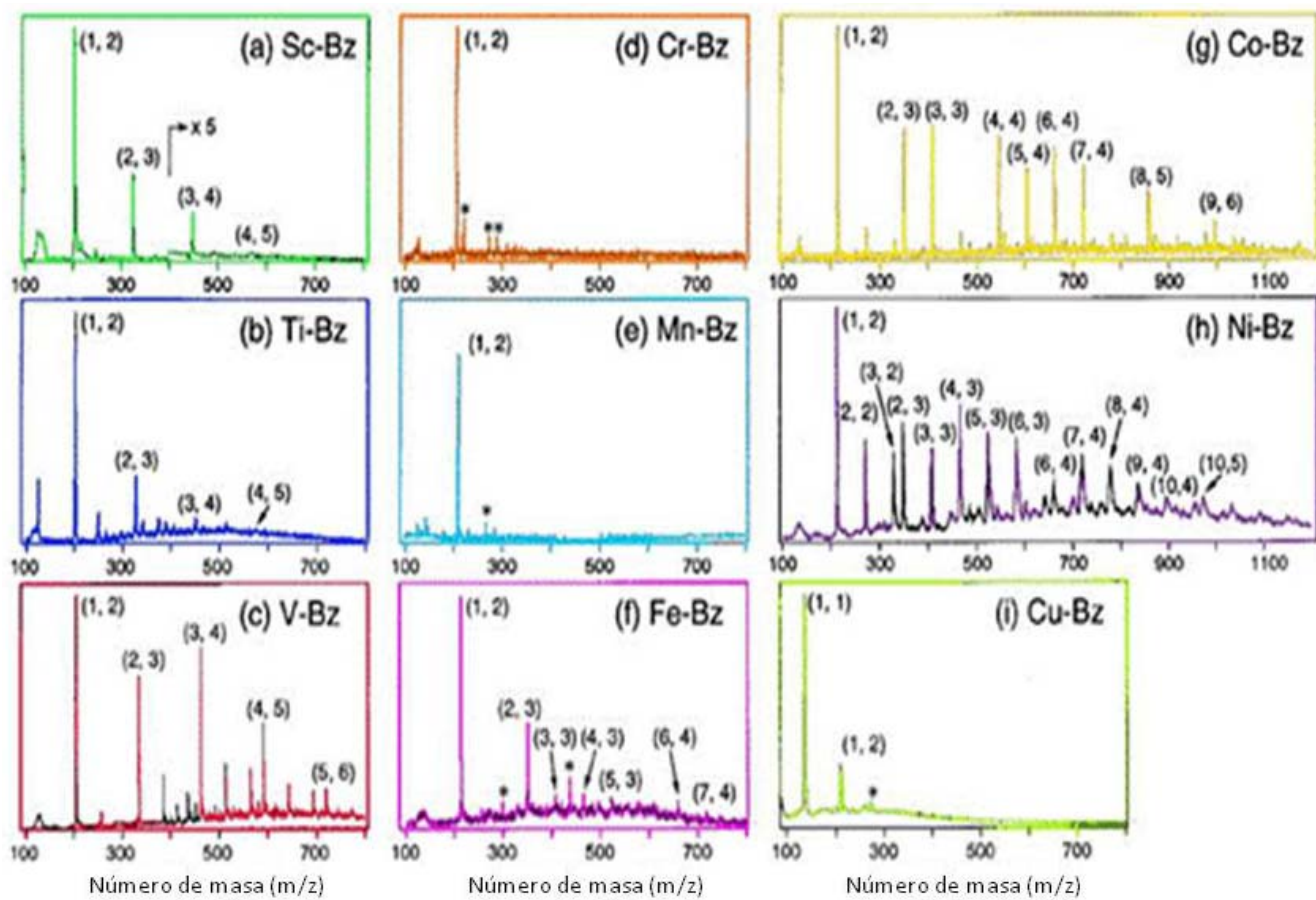 (a) Sc-Bz
(1, 2)
(2, 3)
x 5
(3, 4)
(4, 5)
100 300 500 700
(d) Cr-Bz
(1, 2)
*
* *
100 300 500 700
(g) Co-Bz
(1, 2)
(2, 3)
(3, 3)
(4, 4)
(5, 4)
(6, 4)
(7, 4)
(8, 5)
(9, 6)
100 300 500 700 900 1100
(b) Ti-Bz
(1, 2)
(2, 3)
(3, 4)
(4, 5)
100 300 500 700
(e) Mn-Bz
(1, 2)
*
100 300 500 700
(h) Ni-Bz
(1, 2)
2, 2)
(3, 2)
(2, 3)
(3, 3)
(4, 3)
(5, 3)
(6, 3)
(6, 4)
(7, 4)
(8, 4)
(9, 4)
(10,4)
(10,5)
100 300 500 700 900 1100
(c) V-Bz
(1, 2)
(2, 3)
(3, 4)
(4, 5)
(5, 6)
100 300 500 700
Número de masa (m/z)
(f) Fe-Bz
(1, 2)
*
(2, 3)
(3, 3)
*
(4, 3)
(5, 3)
(6, 4)
(7, 4)
100 300 500 700
Número de masa (m/z)
(i) Cu-Bz
(1, 1)
(1, 2)
*
100 300 500 700
Número de masa (m/z)